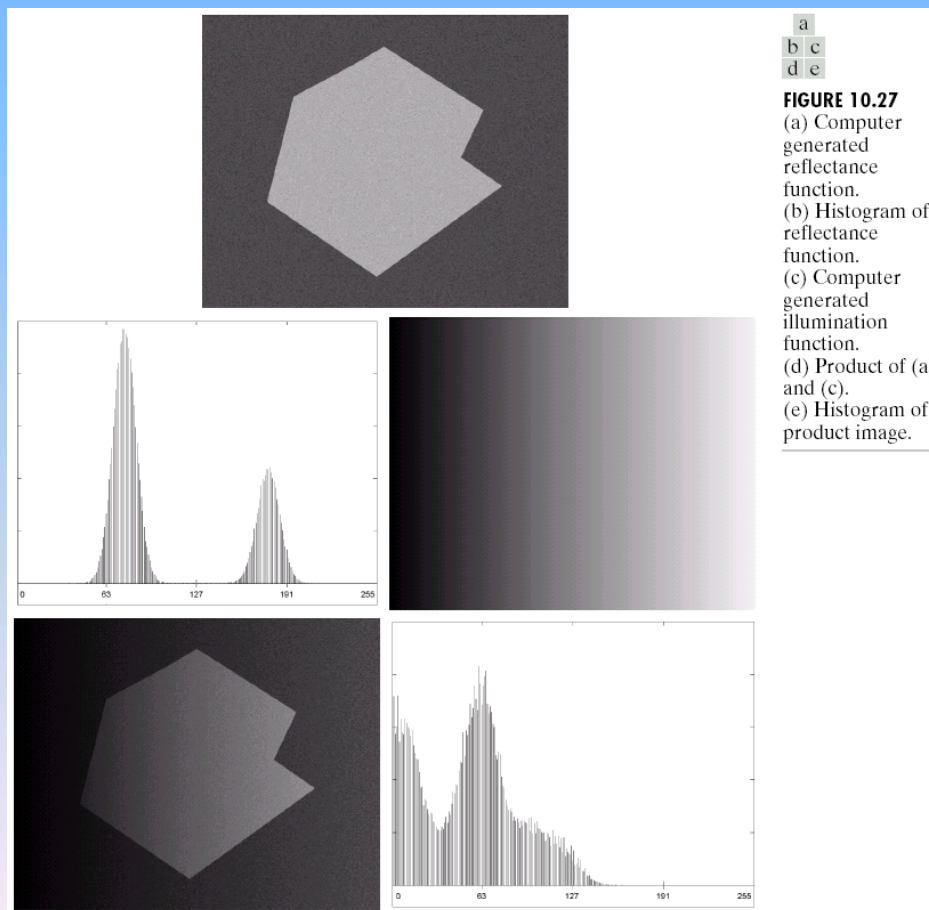 a
b c
d e
FIGURE 10.27
(a) Computer
generated
reflectance
function.
(b) Histogram of
reflectance
function.
(c) Computer
generated
illumination
function.
(d) Product of (a
and (c).
(e) Histogram of
product image.
0 63 127 191 255
0 63 127 191 255